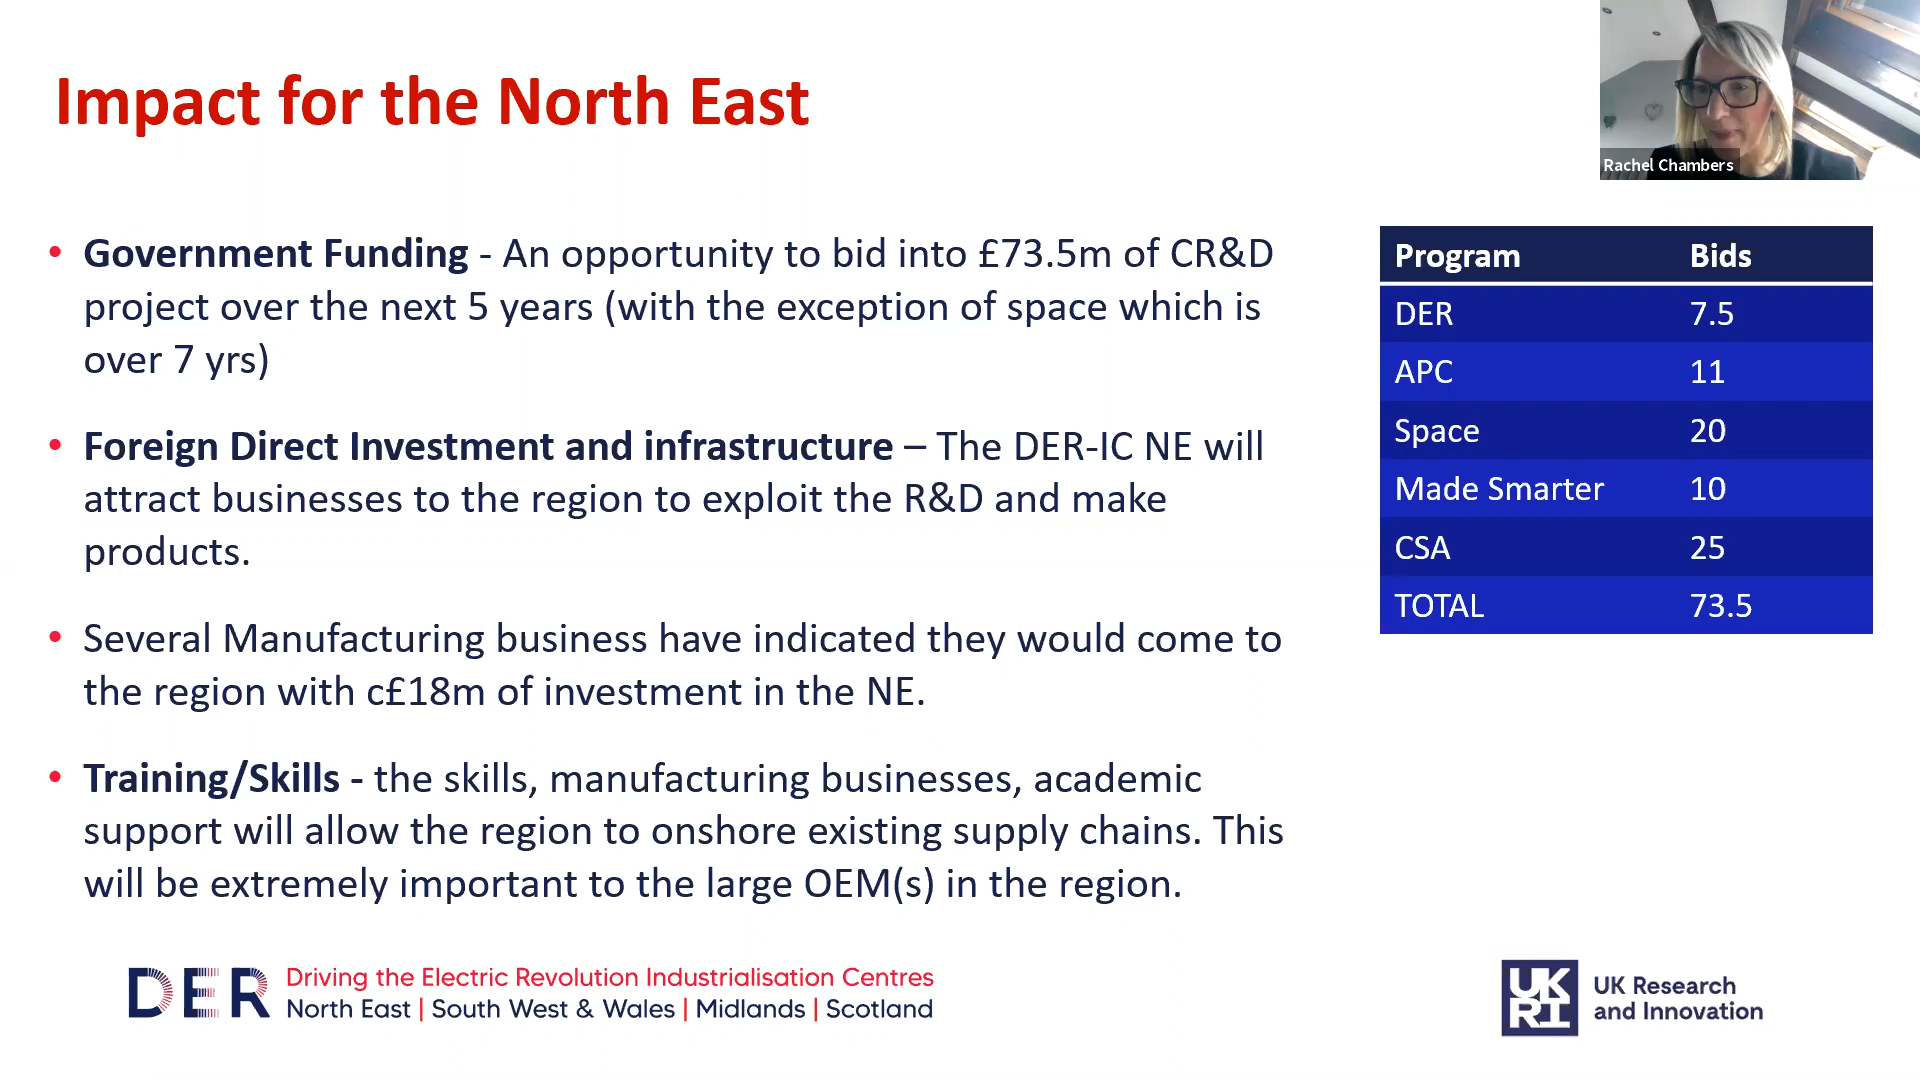 Impact for the North East
Rachel Chambers
• Government Funding - An opportunity to bid into £73.5m of CR&D
project over the next 5 years (with the exception of space which is
over 7 yrs)
• Foreign Direct Investment and infrastructure – The DER-IC NE will
attract businesses to the region to exploit the R&D and make
products.
• Several Manufacturing business have indicated they would come to
the region with c£18m of investment in the NE.
• Training/Skills - the skills, manufacturing businesses, academic
support will allow the region to onshore existing supply chains. This
will be extremely important to the large OEM(s) in the region.
Program Bids
DER 7.5
APC 11
Space 20
Made Smarter 10
CSA 25
TOTAL 73.5
DER
Driving the Electric Revolution Industrialisation Centres
North East | South West & Wales | Midlands | Scotland
UK
RI
UK Research
and Innovation